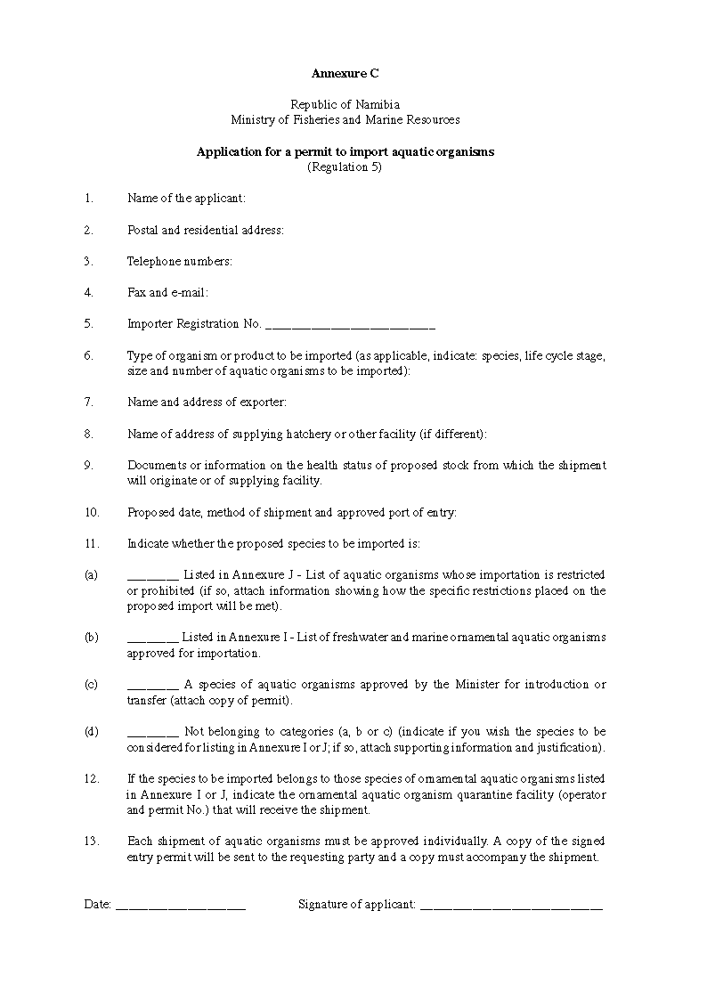 Annexure C
Republic of Namibia
Ministry of Fisheries and Marine Resources
Application for a permit to import aquatic organisms
(Regulation 5)
1. Name of the applicant:
2. Postal and residential address:
3. Telephone numbers:
4. Fax and e-mail:
5. Importer Registration No. __________________________
6. Type of organism or product to be imported (as applicable, indicate: species, life cycle stage,
size and number of aquatic organisms to be imported):
7. Name and address of exporter:
8. Name of address of supplying hatchery or other facility (if different):
9. Documents or information on the health status of proposed stock from which the shipment
will originate or of supplying facility.
10. Proposed date, method of shipment and approved port of entry:
11. Indicate whether the proposed species to be imported is:
(a) ________ Listed in Annexure J - List of aquatic organisms whose importation is restricted
or prohibited (if so, attach information showing how the specific restrictions placed on the
proposed import will be met).
(b) ________ Listed in Annexure I - List of freshwater and marine ornamental aquatic organisms
approved for importation.
(c) ________ A species of aquatic organisms approved by the Minister for introduction or
transfer (attach copy of permit).
(d) ________ Not belonging to categories (a, b or c) (indicate if you wish the species to be
considered for listing in Annexure I or J; if so, attach supporting information and justification).
12. If the species to be imported belongs to those species of ornamental aquatic organisms listed
in Annexure I or J, indicate the ornamental aquatic organism quarantine facility (operator
and permit No.) that will receive the shipment.
13. Each shipment of aquatic organisms must be approved individually. A copy of the signed
entry permit will be sent to the requesting party and a copy must accompany the shipment.
Date: ____________________ Signature of applicant: ____________________________